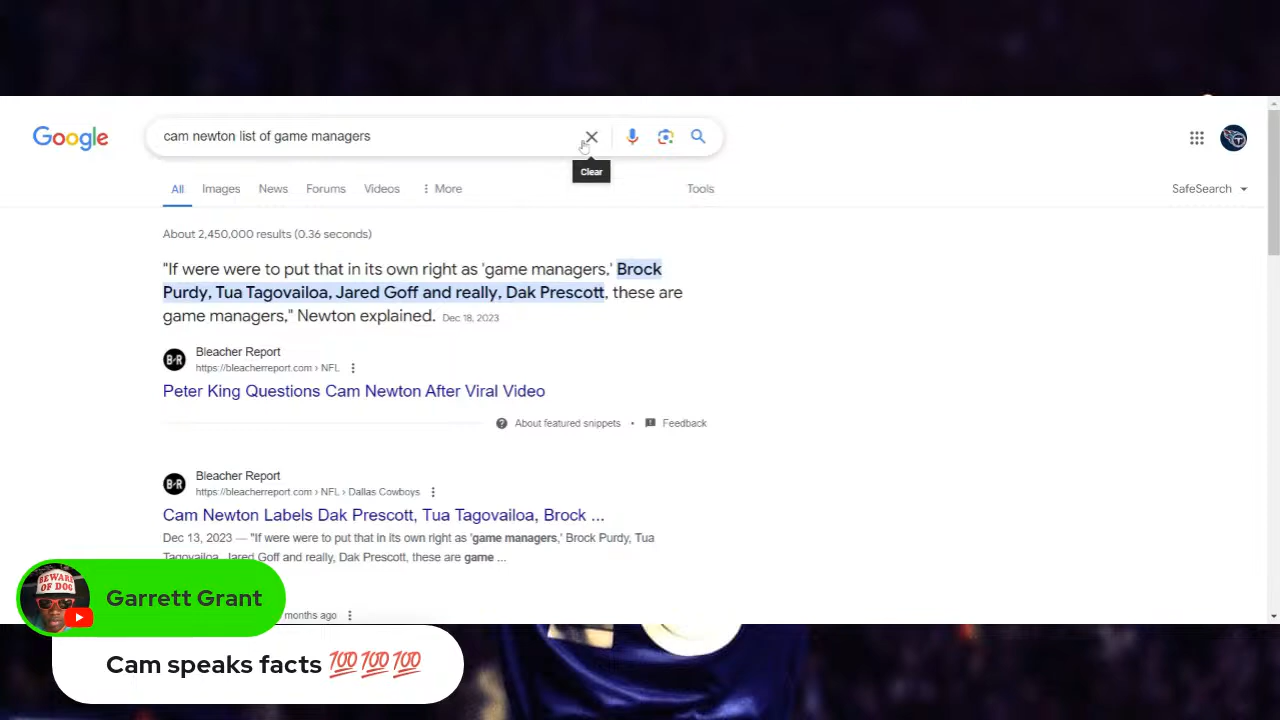 Google
cam newton list of game managers
Clear
All Images News Forums Videos More Tools SafeSearch
About 2,450,000 results (0.36 seconds)
"If were were to put that in its own right as 'game managers,' Brock
Purdy, Tua Tagovailoa, Jared Goff and really, Dak Prescott, these are
game managers," Newton explained. Dec 18, 2023
B/R
Bleacher Report
https://bleacherreport.com › NFL
Peter King Questions Cam Newton After Viral Video
About featured snippets • Feedback
B/R
Bleacher Report
https://bleacherreport.com › NFL › Dallas Cowboys
Cam Newton Labels Dak Prescott, Tua Tagovailoa, Brock ...
Dec 13, 2023 — "If were were to put that in its own right as 'game managers,' Brock Purdy, Tua
Tagovailoa, Jared Goff and really, Dak Prescott, these are game ...
months ago
BEWARE
OF DOG
Garrett Grant
Cam speaks facts 💯💯💯